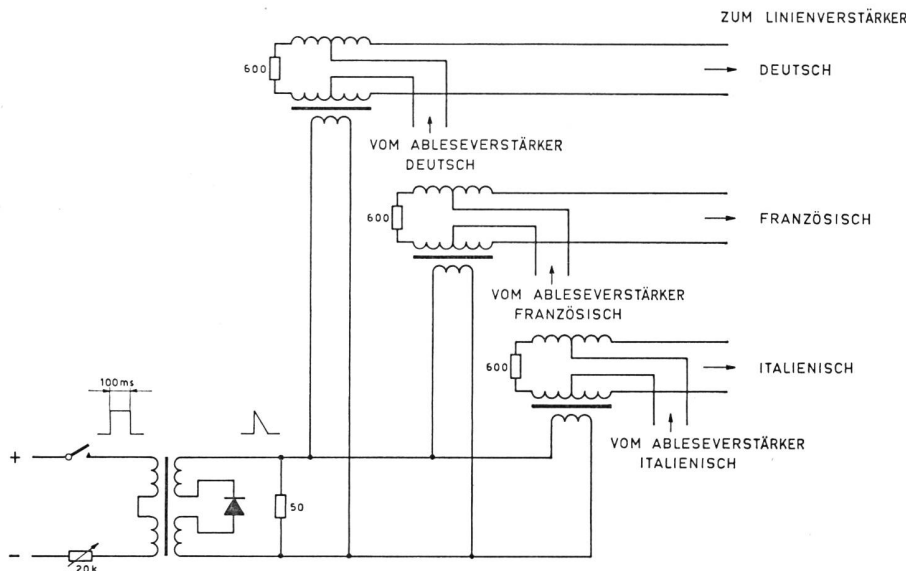 ZUM LINIENVERSTÄRKER
600
DEUTSCH
VOM ABLESEVERSTÄRKER
DEUTSCH
600
FRANZÖSISCH
VOM ABLESEVERSTÄRKER
FRANZÖSISCH
600
ITALIENISCH
VOM ABLESEVERSTÄRKER
ITALIENISCH
100ms
+
50
−
20k